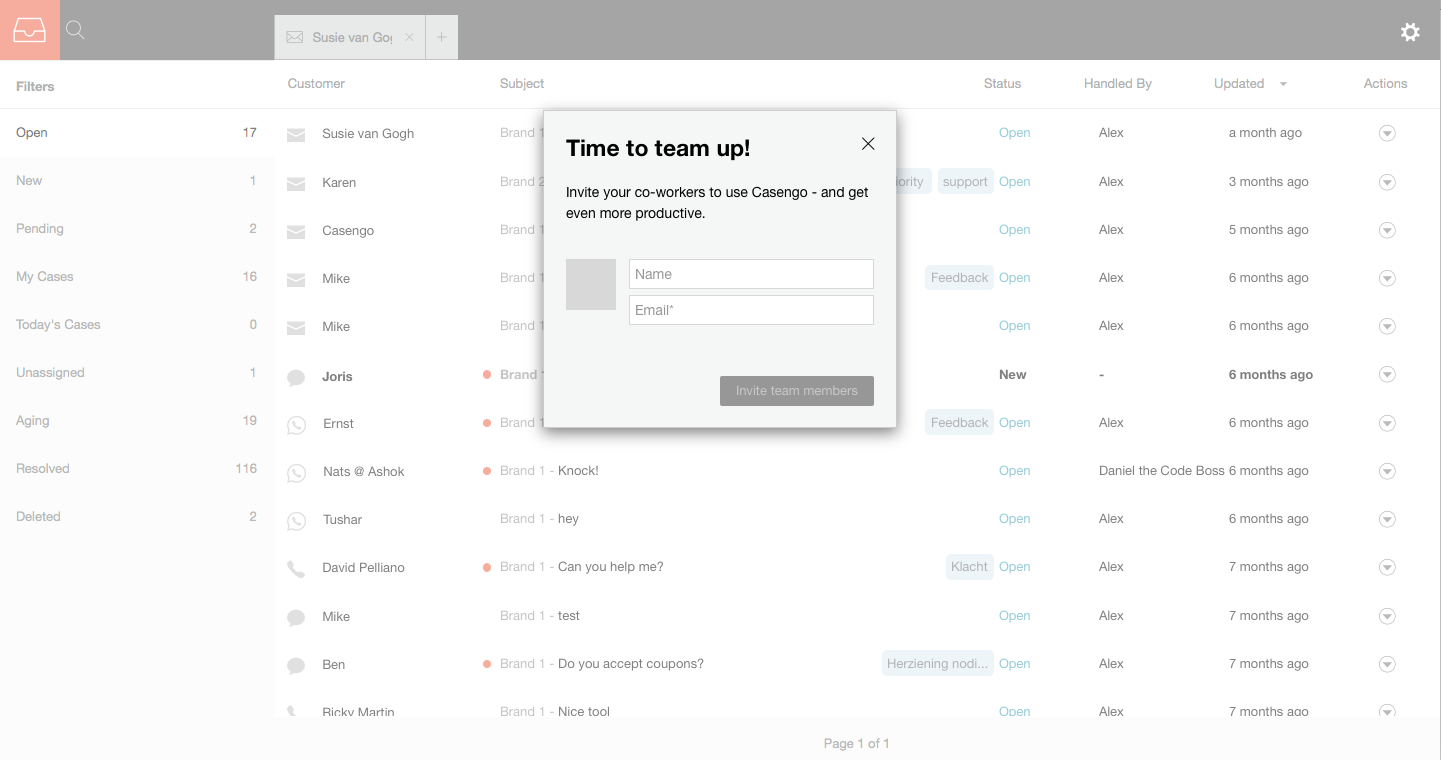 Susie van Gog
+
Filters
Customer Subject Status Handled By Updated Actions
Open 17
New 1
Pending 2
My Cases 16
Today's Cases 0
Unassigned 1
Aging 19
Resolved 116
Deleted 2
Susie van Gogh Brand 1 Open Alex a month ago
Karen Brand 2 iority support Open Alex 3 months ago
Casengo Brand 1 Open Alex 5 months ago
Mike Brand 1 Feedback Open Alex 6 months ago
Mike Brand 1 Open Alex 6 months ago
Joris Brand New - 6 months ago
Ernst Brand 1 Feedback Open Alex 6 months ago
Nats @ Ashok Brand 1 - Knock! Open Daniel the Code Boss 6 months ago
Tushar Brand 1 - hey Open Alex 6 months ago
David Pelliano Brand 1 - Can you help me? Klacht Open Alex 7 months ago
Mike Brand 1 - test Open Alex 7 months ago
Ben Brand 1 - Do you accept coupons? Herziening nodi... Open Alex 7 months ago
Ricky Martin Brand 1 - Nice tool Open Alex 7 months ago
Page 1 of 1
Time to team up!
Invite your co-workers to use Casengo - and get
even more productive.
Name
Email*
Invite team members